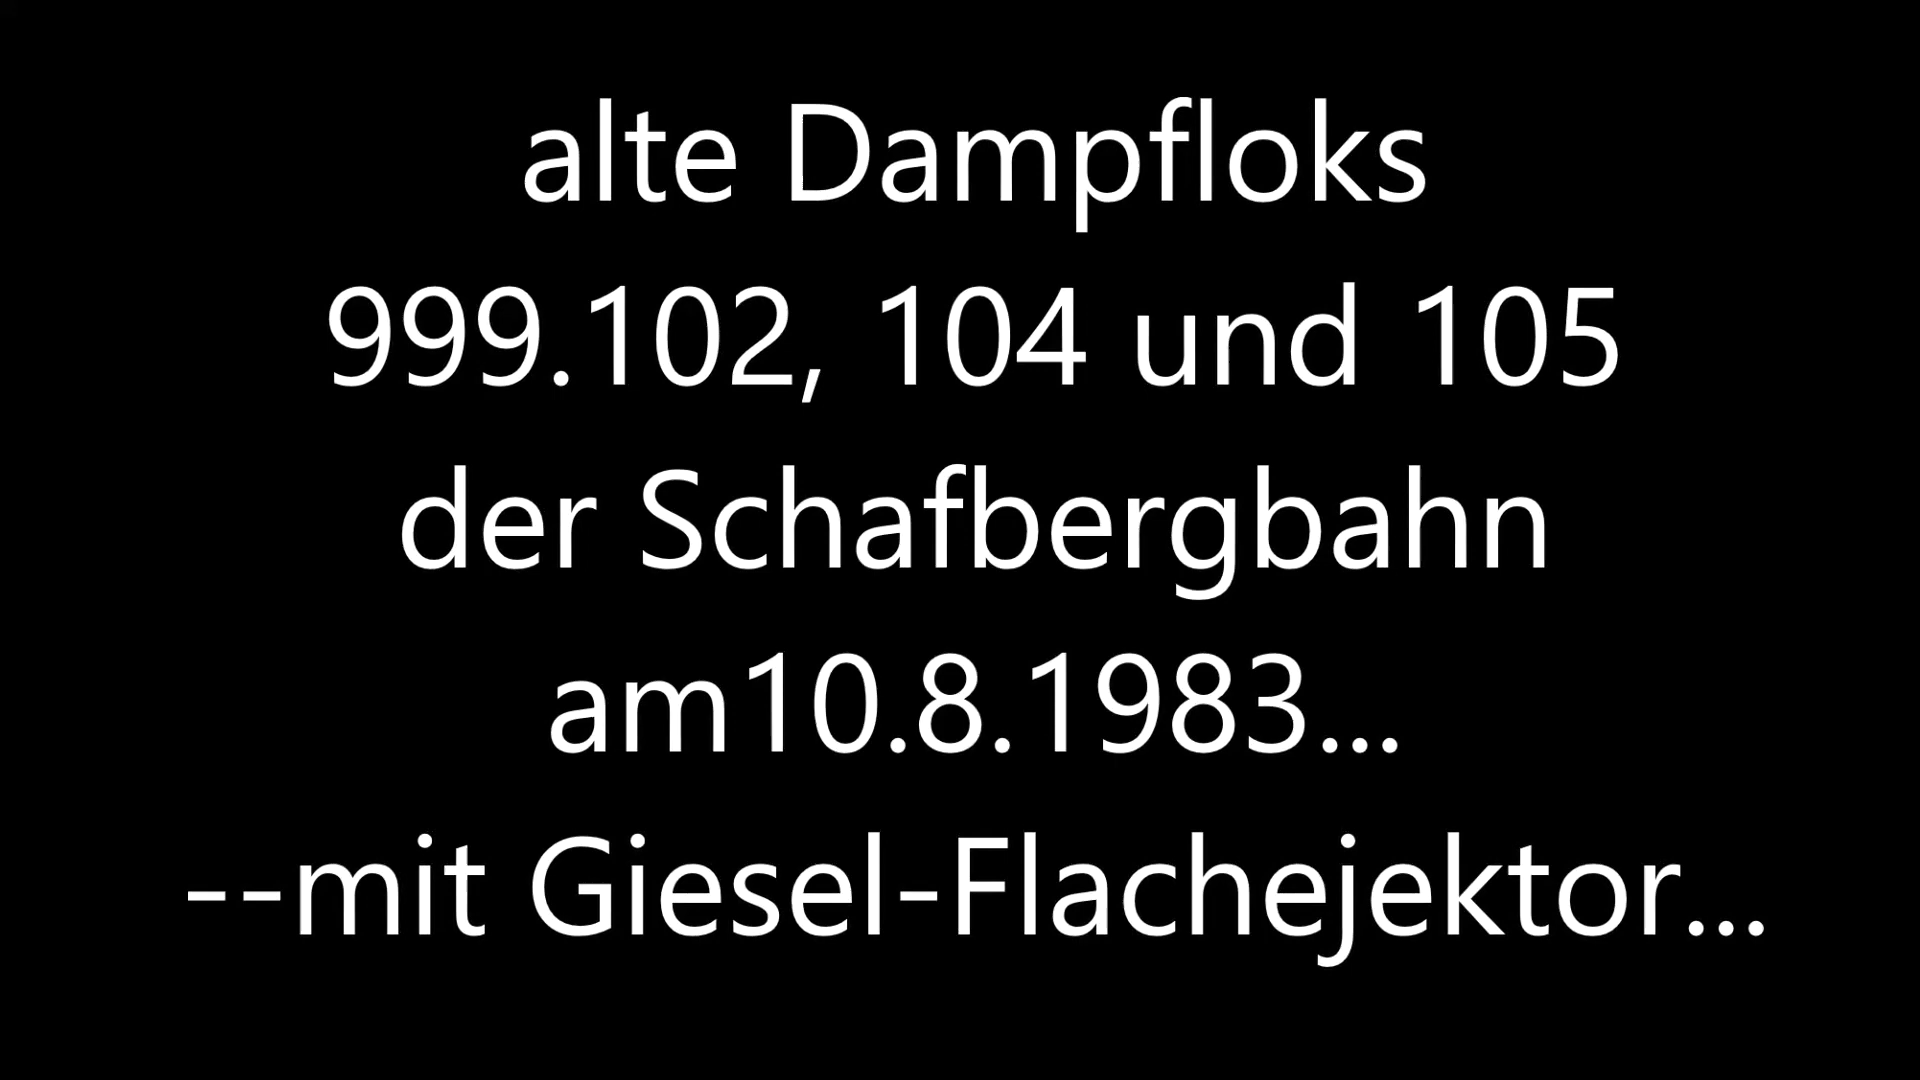 alte Dampfloks
999.102, 104 und 105
der Schafbergbahn
am10.8.1983...
--mit Giesel-Flachejektor...